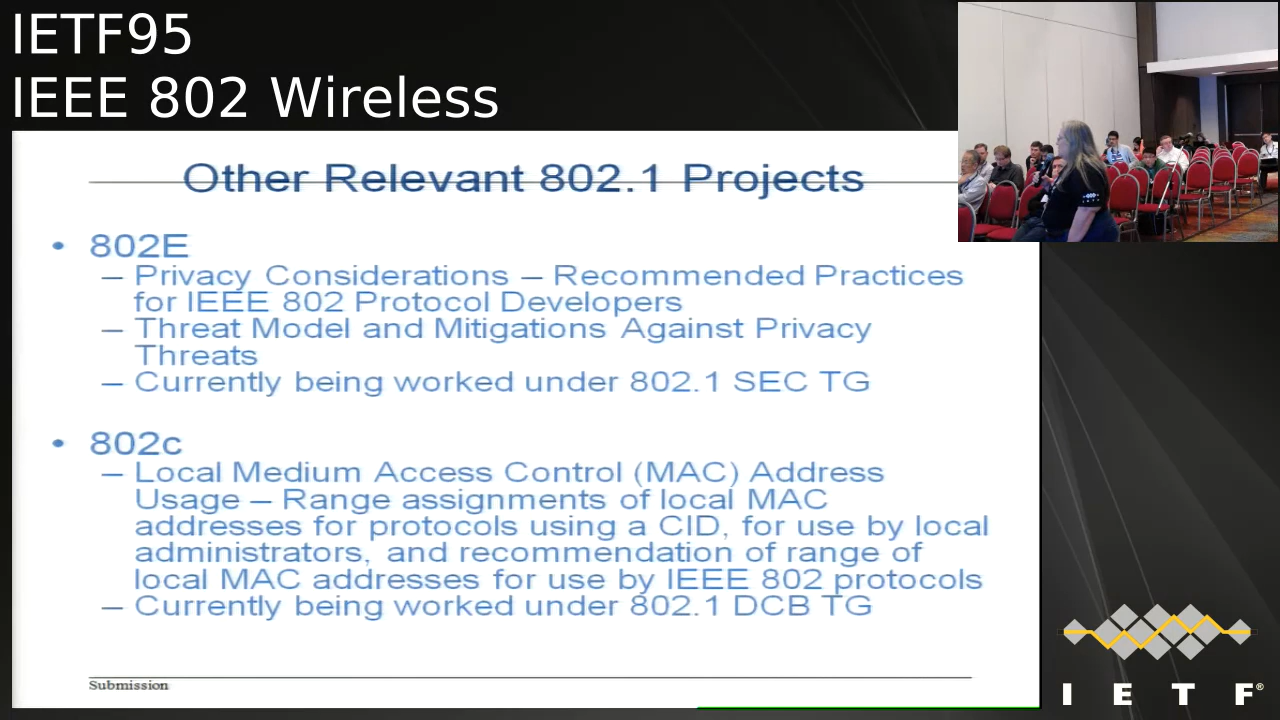 IETF95
IEEE 802 Wireless
Other Relevant 802.1 Projects
• 802E
– Privacy Considerations – Recommended Practices
for IEEE 802 Protocol Developers
– Threat Model and Mitigations Against Privacy
Threats
– Currently being worked under 802.1 SEC TG
• 802c
– Local Medium Access Control (MAC) Address
Usage – Range assignments of local MAC
addresses for protocols using a CID, for use by local
administrators, and recommendation of range of
local MAC addresses for use by IEEE 802 protocols
– Currently being worked under 802.1 DCB TG
Submission
I E T F®